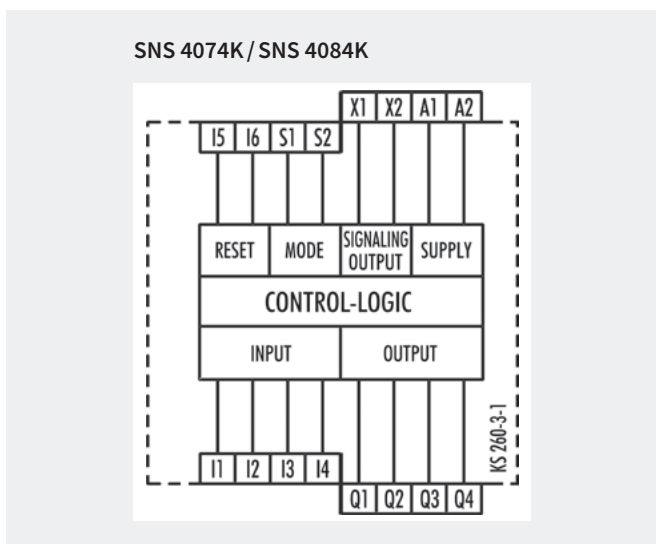 SNS 4074K / SNS 4084K
X1 X2 A1 A2
I5 I6 S1 S2
RESET MODE SIGNALING OUTPUT SUPPLY
CONTROL-LOGIC
INPUT OUTPUT
KS 260-3-1
I1 I2 I3 I4
Q1 Q2 Q3 Q4